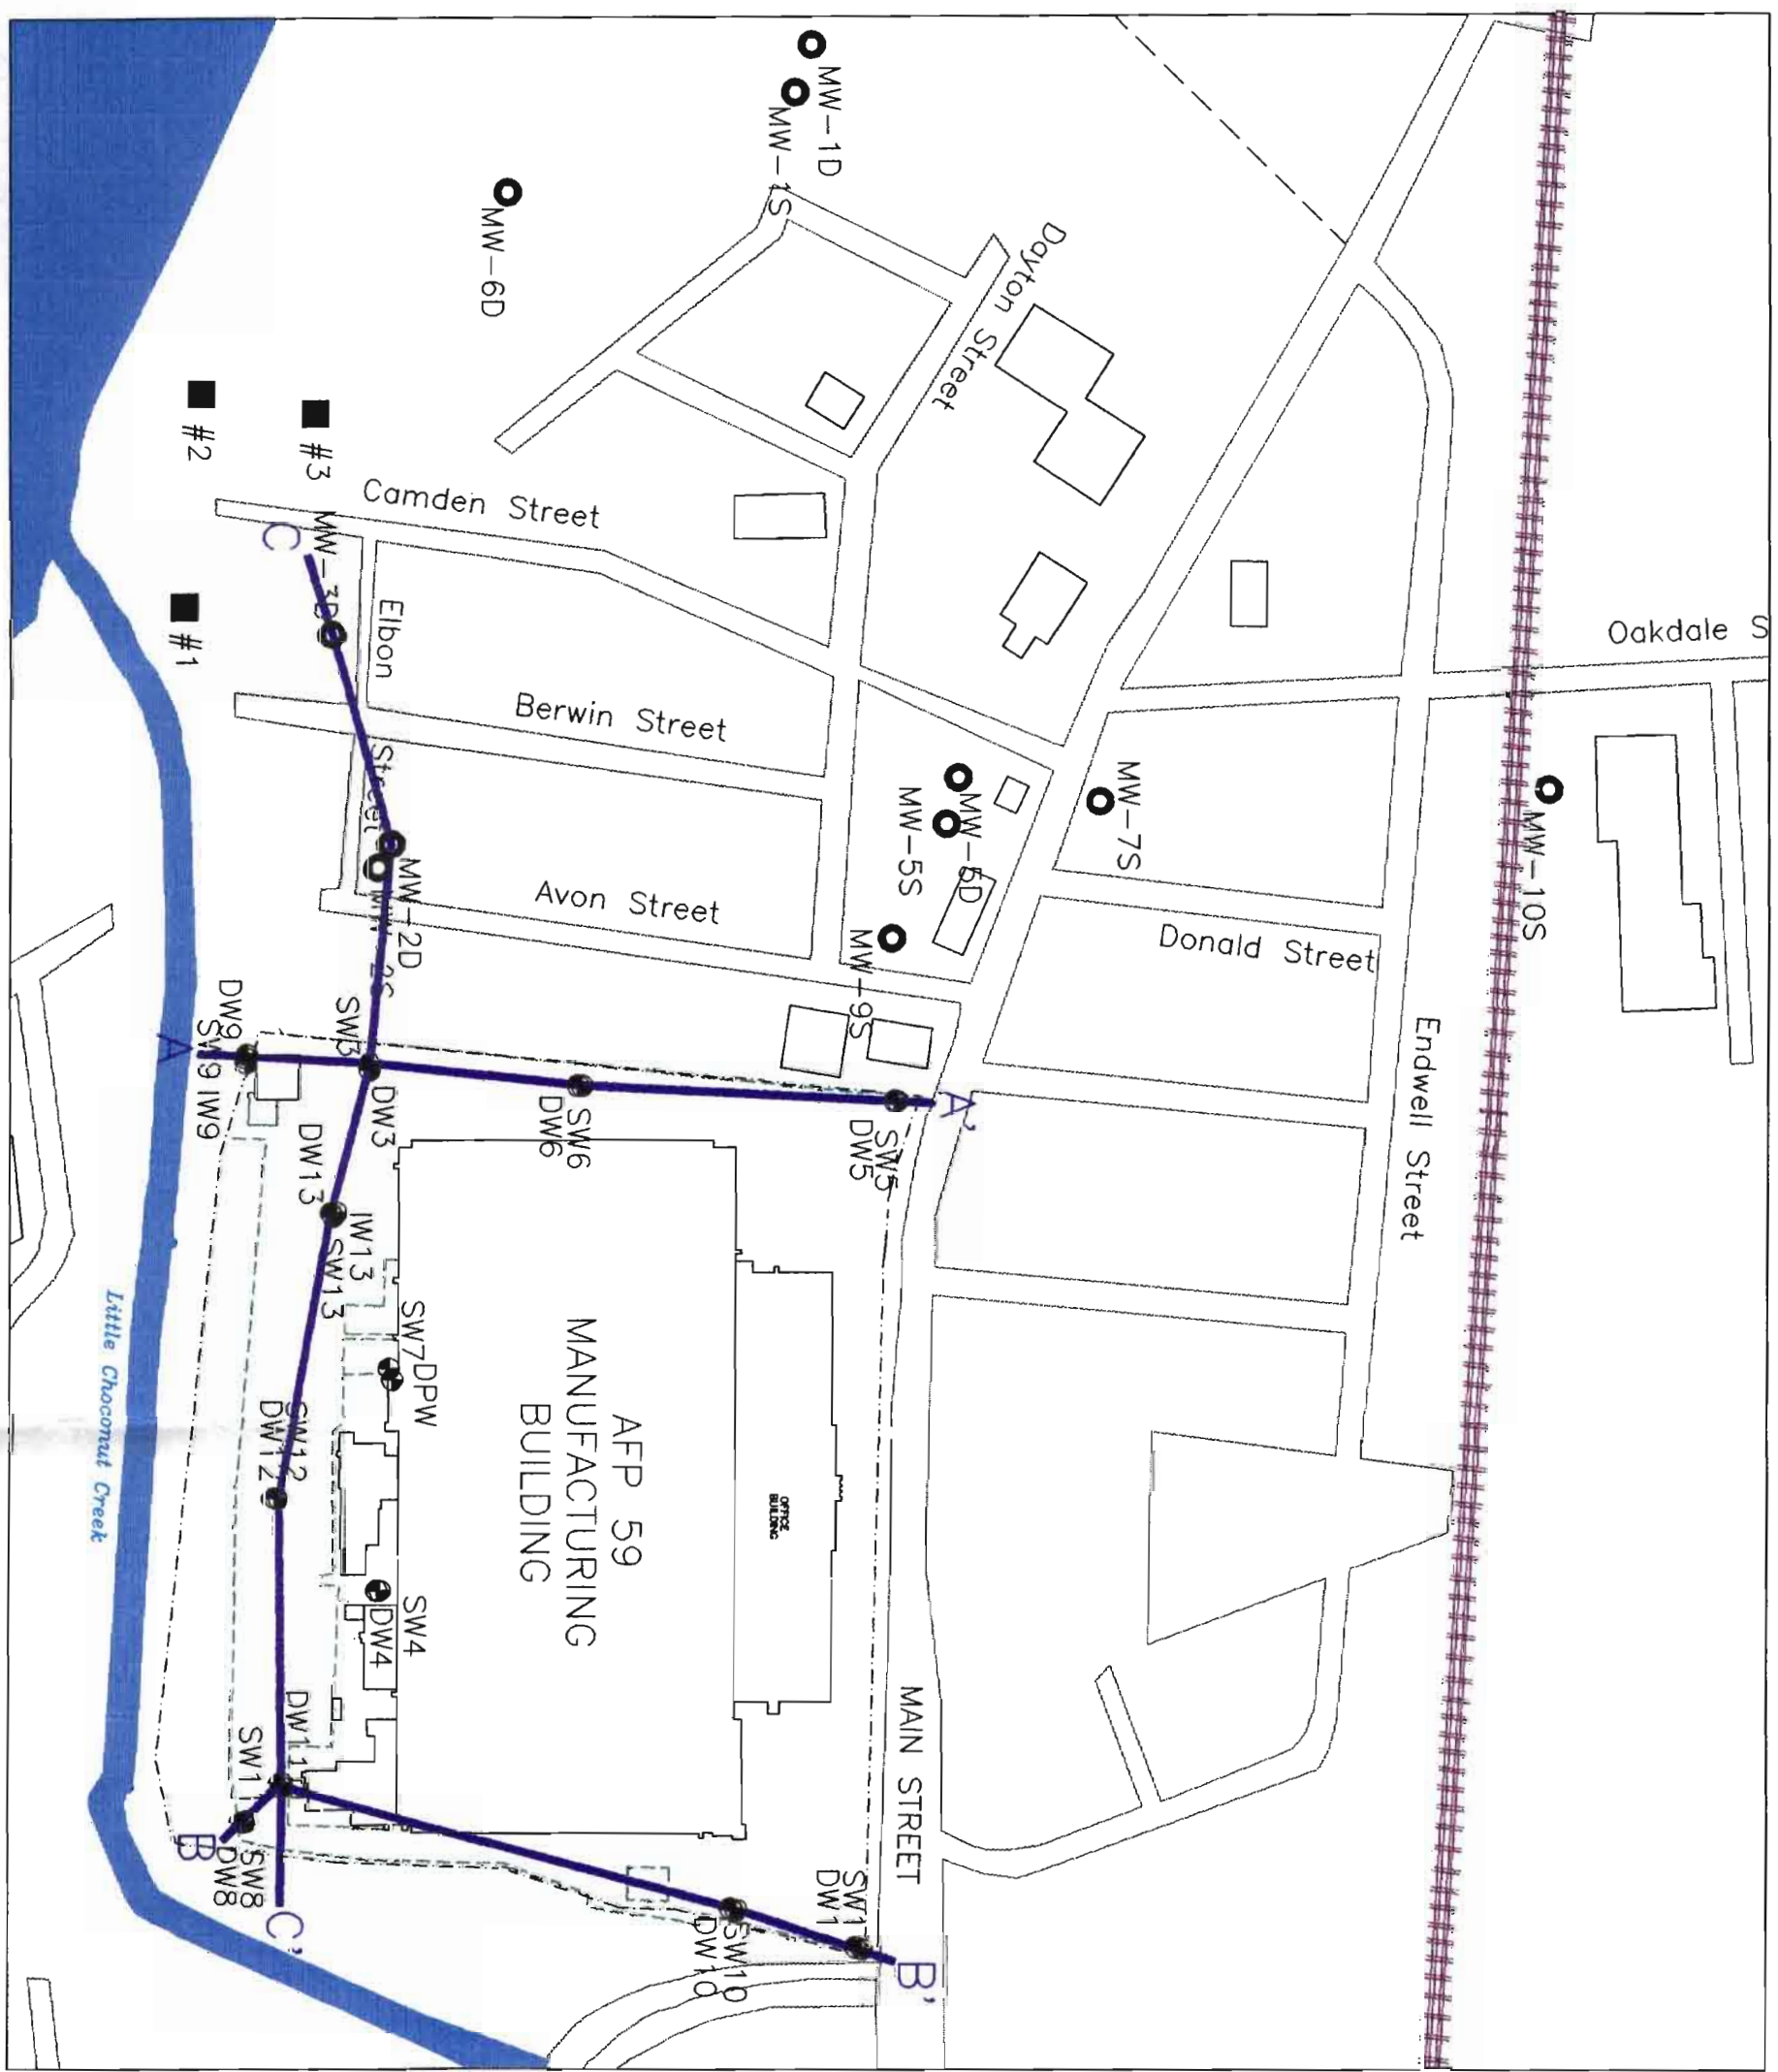 MW-1D
MW-1S
MW-6D
Dayton Street
#2
#3
Camden Street
C
MW-3D
#1
Elbon
Street
Oakdale S
Berwin Street
MW-7S
MW-5D
MW-5S
MW-10S
MW-2D
MW-2S
Avon Street
MW-9S
Donald Street
DW9
SW9 IW9
A
SW3
DW3
SW6
DW6
SW5
DW5
A'
Endwell Street
DW13
IW13
SW13
SW7
DPW
AFP 59
MANUFACTURING
BUILDING
OFFICE
BUILDING
Little Choconut Creek
SW12
DW12
SW4
DW4
MAIN STREET
DW11
SW11
B
SW8
DW8
C'
SW10
DW10
SW1
DW1
B'